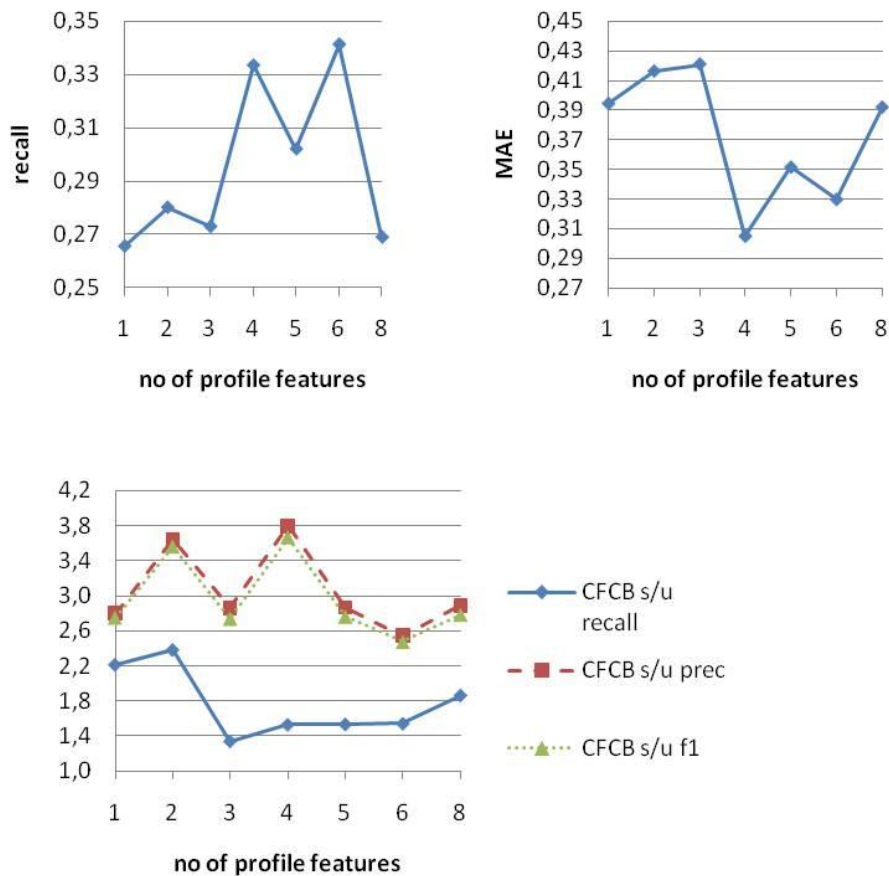 0,35
0,33
0,31
0,29
0,27
0,25
recall
1 2 3 4 5 6 8
no of profile features
0,45
0,43
0,41
0,39
0,37
0,35
0,33
0,31
0,29
0,27
MAE
1 2 3 4 5 6 8
no of profile features
4,2
3,8
3,4
3,0
2,6
2,2
1,8
1,4
1,0
1 2 3 4 5 6 8
no of profile features
CFCB s/u
recall
CFCB s/u prec
CFCB s/u f1